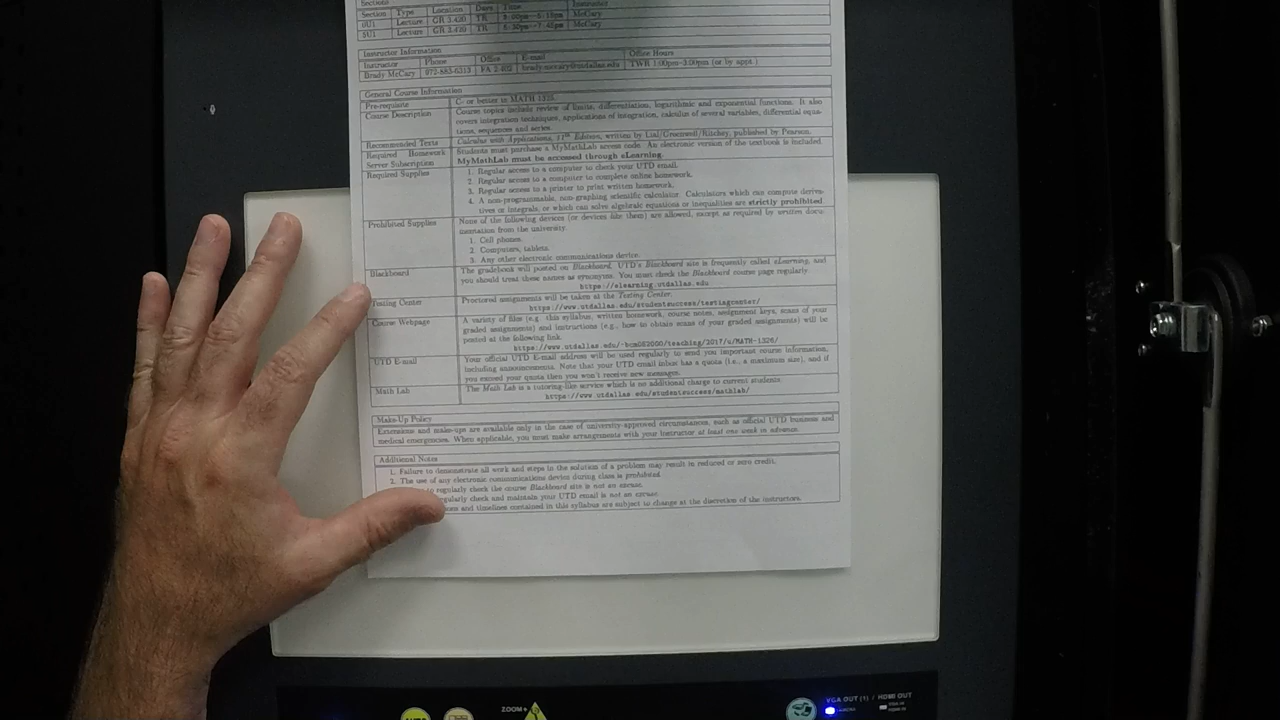 Sections
Section Type Location Days Time Instructor
0U1 Lecture GR 3.420 TR McCary
5U1 Lecture GR 3.420 TR McCary
Instructor Information
Instructor Phone Office E-mail Office Hours
Brady McCary 972-883-6313 FA 2.402 brady.mccary@utdallas.edu TWR 1:00pm–3:00pm (or by appt.)
General Course Information
Pre-requisite C- or better in MATH 1325.
Course Description Course topics include review of limits, differentiation, logarithmic and exponential functions. It also
covers integration techniques, applications of integration, calculus of several variables, differential equa-
tions, sequences and series.
Recommended Texts Calculus with Applications, 11th Edition, written by Lial/Greenwell/Ritchey, published by Pearson.
Required Homework Students must purchase a MyMathLab access code. An electronic version of the textbook is included.
Server Subscription MyMathLab must be accessed through eLearning.
Required Supplies 1. Regular access to a computer to check your UTD email.
2. Regular access to a computer to complete online homework.
3. Regular access to a printer to print written homework.
4. A non-programmable, non-graphing scientific calculator. Calculators which can compute deriva-
tives or integrals, or which can solve algebraic equations or inequalities are strictly prohibited.
Prohibited Supplies None of the following devices (or devices like them) are allowed, except as required by written docu-
mentation from the university.
1. Cell phones.
2. Computers, tablets.
3. Any other electronic communications device.
Blackboard The gradebook will posted on Blackboard. UTD's Blackboard site is frequently called eLearning, and
you should treat these names as synonyms. You must check the Blackboard course page regularly.
https://elearning.utdallas.edu
Testing Center Proctored assignments will be taken at the Testing Center.
https://www.utdallas.edu/studentsuccess/testingcenter/
Course Webpage A variety of files (e.g. this syllabus, written homework, course notes, assignment keys, scans of your
graded assignments) and instructions (e.g., how to obtain scans of your graded assignments) will be
posted at the following link.
https://www.utdallas.edu/~bcm052000/teaching/2017/u/MATH-1326/
UTD E-mail Your official UTD E-mail address will be used regularly to send you important course information,
including announcements. Note that your UTD email inbox has a quota (i.e., a maximum size), and if
you exceed your quota then you won't receive new messages.
Math Lab The Math Lab is a tutoring-like service which is no additional charge to current students.
https://www.utdallas.edu/studentsuccess/mathlab/
Make-Up Policy
Extensions and make-ups are available only in the case of university-approved circumstances, such as official UTD business and
medical emergencies. When applicable, you must make arrangements with your instructor at least one week in advance.
Additional Notes
1. Failure to demonstrate all work and steps in the solution of a problem may result in reduced or zero credit.
2. The use of any electronic communications device during class is prohibited.
to regularly check the course Blackboard site is not an excuse.
regularly check and maintain your UTD email is not an excuse.
and timelines contained in this syllabus are subject to change at the discretion of the instructors.
VGA OUT (1) / HDMI OUT
ZOOM+
AUTO